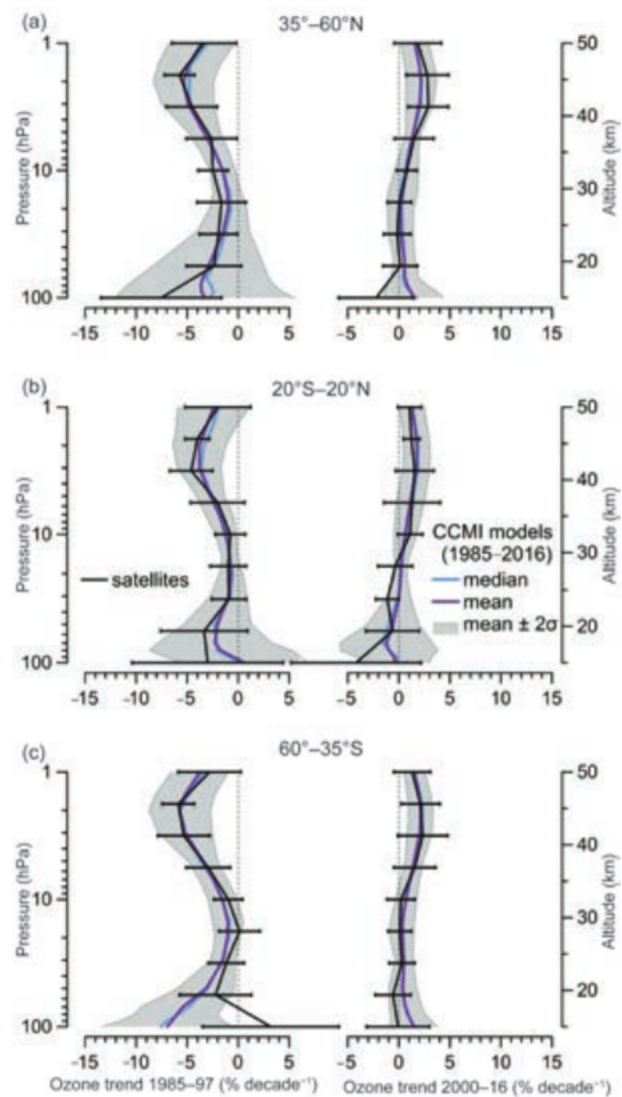 (a) 35°–60°N
1
10
100
Pressure (hPa)
50
40
30
20
Altitude (km)
-15 -10 -5 0 5
-5 0 5 10 15
(b) 20°S–20°N
1
10
100
Pressure (hPa)
satellites
CCMI models
(1985–2016)
median
mean
mean ± 2σ
50
40
30
20
Altitude (km)
-15 -10 -5 0 5
-5 0 5 10 15
(c) 60°–35°S
1
10
100
Pressure (hPa)
50
40
30
20
Altitude (km)
-15 -10 -5 0 5
-5 0 5 10 15
Ozone trend 1985–97 (% decade⁻¹)
Ozone trend 2000–16 (% decade⁻¹)